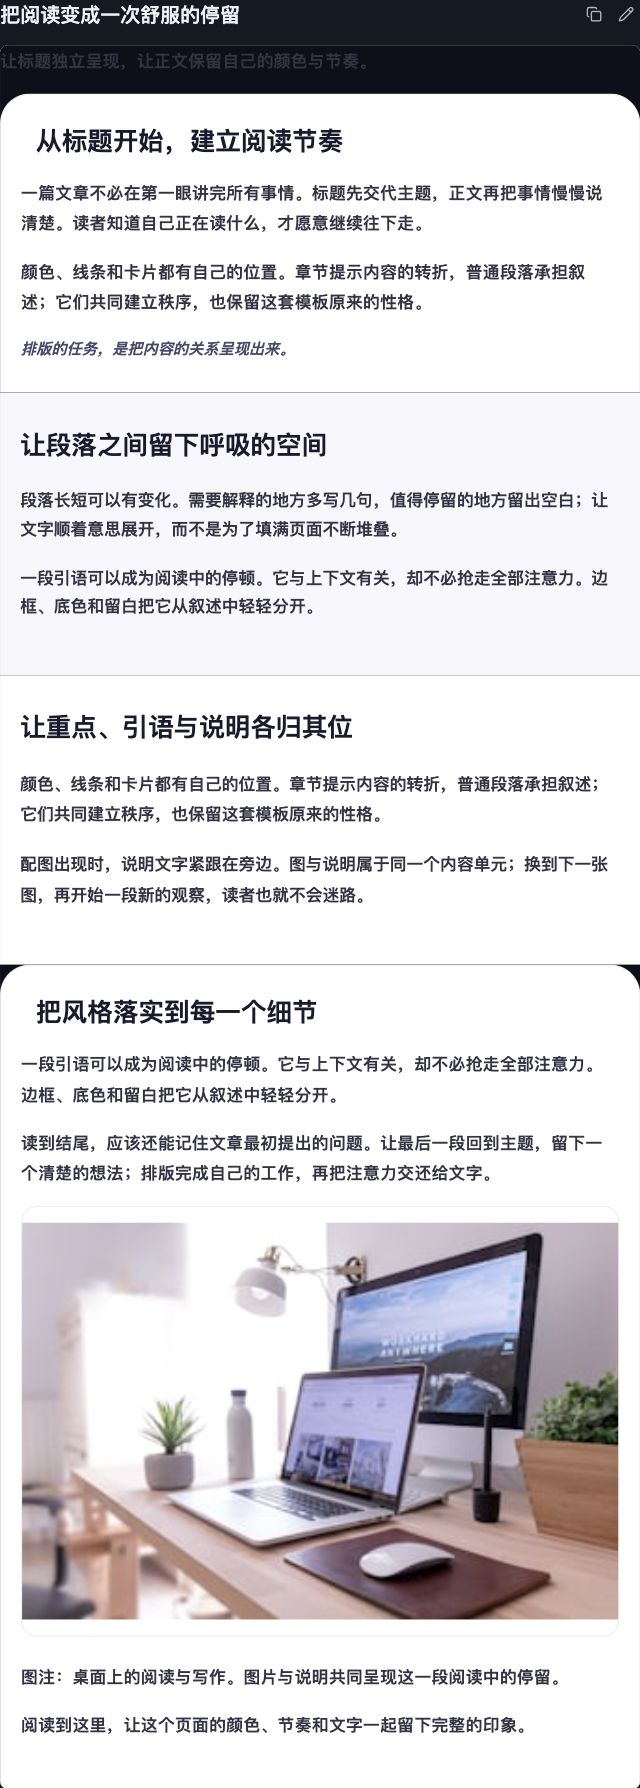 把阅读变成一次舒服的停留
让标题独立呈现，让正文保留自己的颜色与节奏。
从标题开始，建立阅读节奏
一篇文章不必在第一眼讲完所有事情。标题先交代主题，正文再把事情慢慢说
清楚。读者知道自己正在读什么，才愿意继续往下走。
颜色、线条和卡片都有自己的位置。章节提示内容的转折，普通段落承担叙
述；它们共同建立秩序，也保留这套模板原来的性格。
排版的任务，是把内容的关系呈现出来。
让段落之间留下呼吸的空间
段落长短可以有变化。需要解释的地方多写几句，值得停留的地方留出空白；让
文字顺着意思展开，而不是为了填满页面不断堆叠。
一段引语可以成为阅读中的停顿。它与上下文有关，却不必抢走全部注意力。边
框、底色和留白把它从叙述中轻轻分开。
让重点、引语与说明各归其位
颜色、线条和卡片都有自己的位置。章节提示内容的转折，普通段落承担叙述；
它们共同建立秩序，也保留这套模板原来的性格。
配图出现时，说明文字紧跟在旁边。图与说明属于同一个内容单元；换到下一张
图，再开始一段新的观察，读者也就不会迷路。
把风格落实到每一个细节
一段引语可以成为阅读中的停顿。它与上下文有关，却不必抢走全部注意力。
边框、底色和留白把它从叙述中轻轻分开。
读到结尾，应该还能记住文章最初提出的问题。让最后一段回到主题，留下一
个清楚的想法；排版完成自己的工作，再把注意力交还给文字。
WORKHARD
ANYWHERE
图注：桌面上的阅读与写作。图片与说明共同呈现这一段阅读中的停留。
阅读到这里，让这个页面的颜色、节奏和文字一起留下完整的印象。